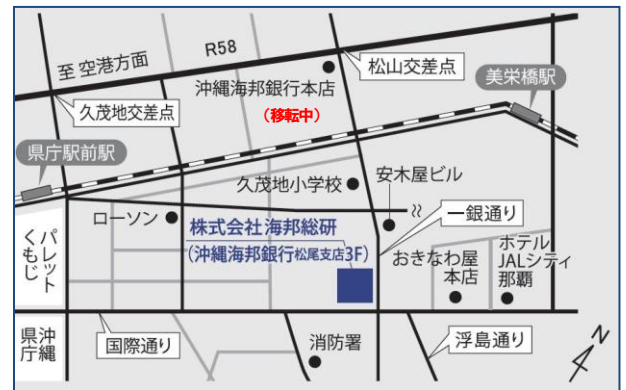 R58
至 空港方面
松山交差点
美栄橋駅
沖縄海邦銀行本店
(移転中)
久茂地交差点
県庁駅前駅
久茂地小学校
安木屋ビル
ローソン
株式会社海邦総研
(沖縄海邦銀行松尾支店3F)
一銀通り
パレット
くもじ
おきなわ屋
本店
ホテル
JALシティ
那覇
沖縄
県庁
国際通り
消防署
浮島通り
N